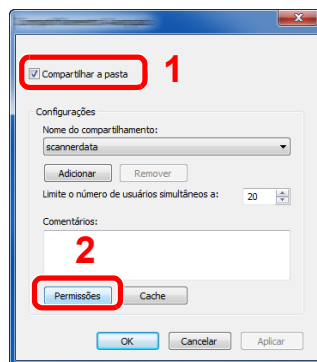 1
Compartilhar a pasta
Configurações
Nome do compartilhamento:
scannerdata
Adicionar Remover
Limite o número de usuários simultâneos a: 20
Comentários:
2
Permissões Cache
OK Cancelar Aplicar